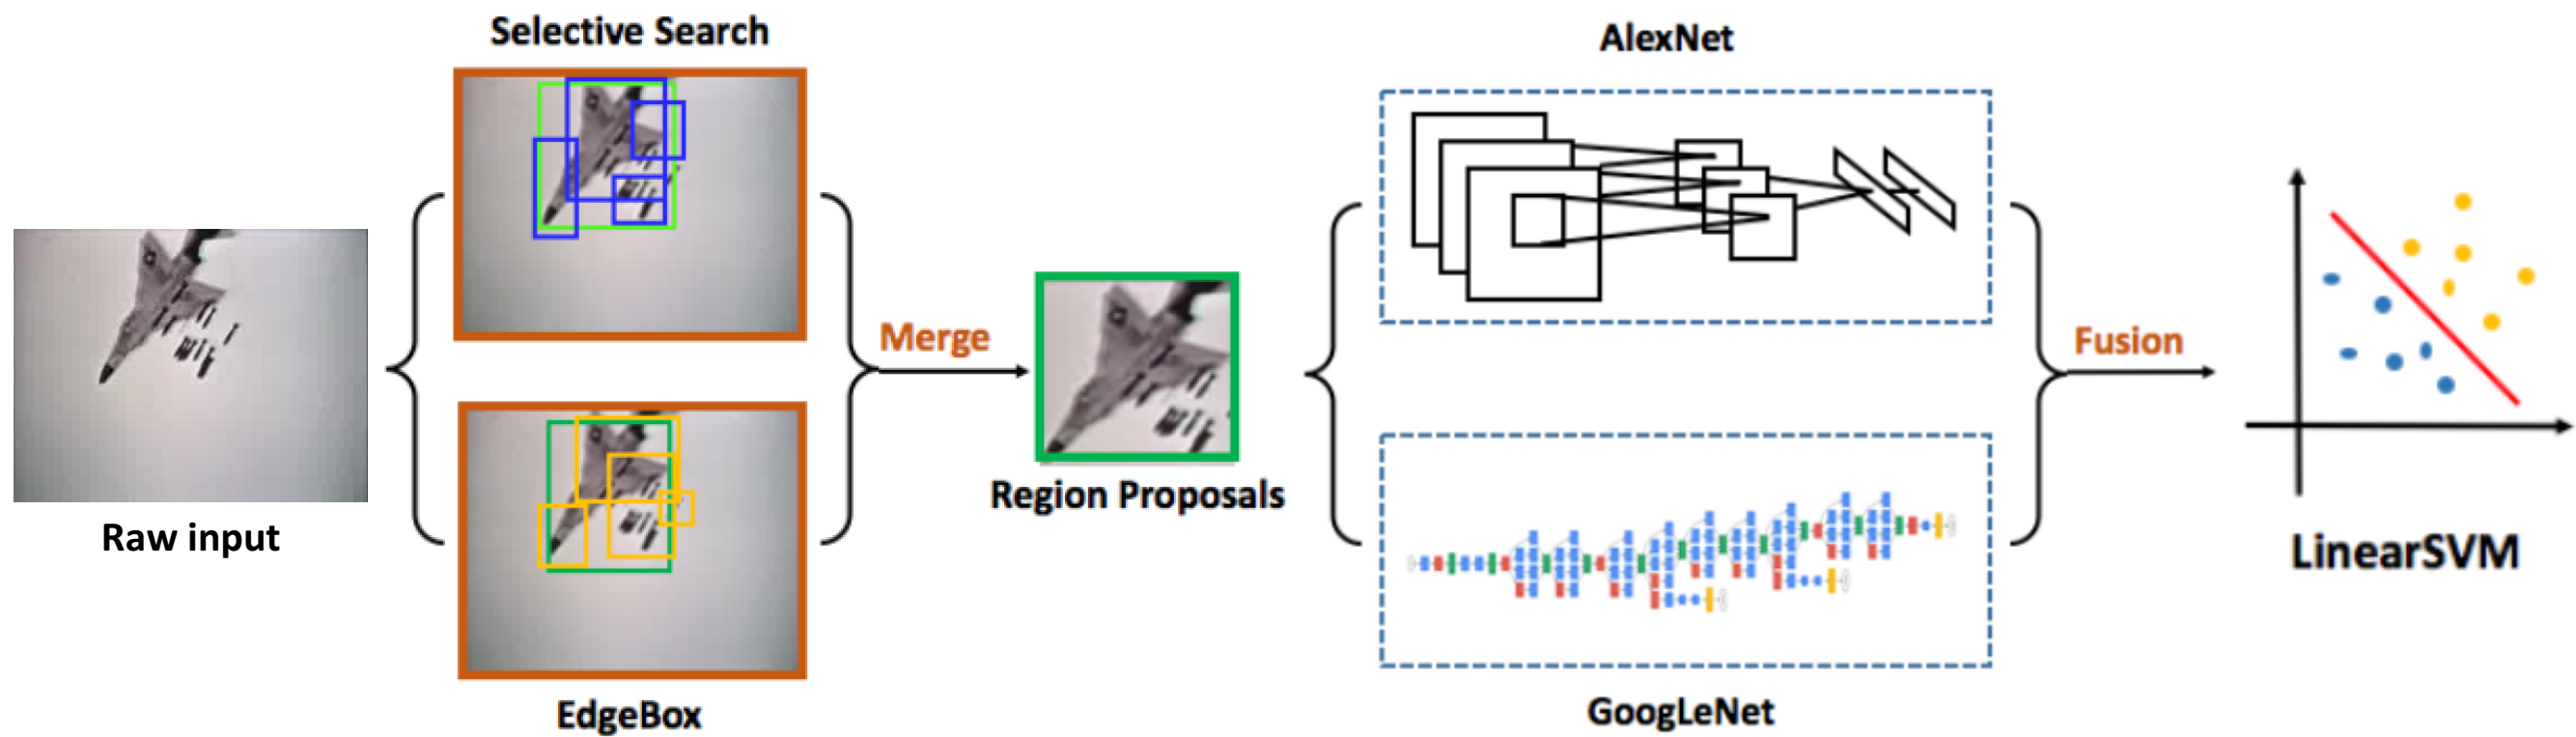 Selective Search
AlexNet
Raw input
Merge
Region Proposals
Fusion
LinearSVM
EdgeBox
GoogLeNet